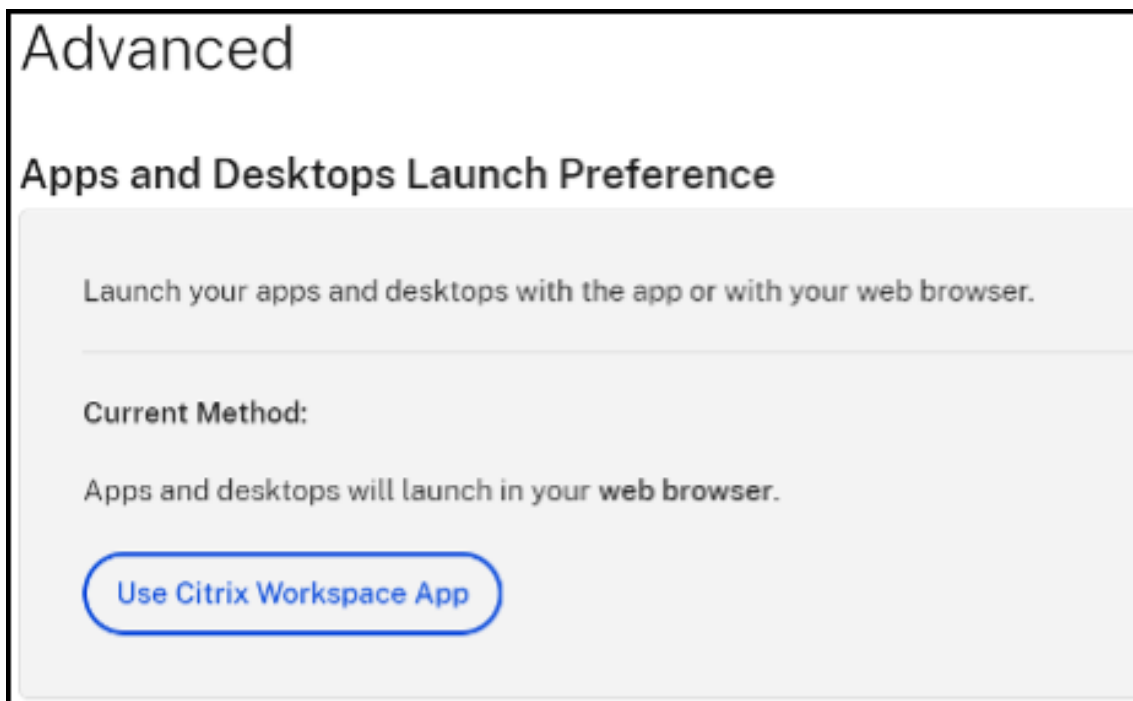 Advanced
Apps and Desktops Launch Preference
Launch your apps and desktops with the app or with your web browser.
Current Method:
Apps and desktops will launch in your web browser.
Use Citrix Workspace App